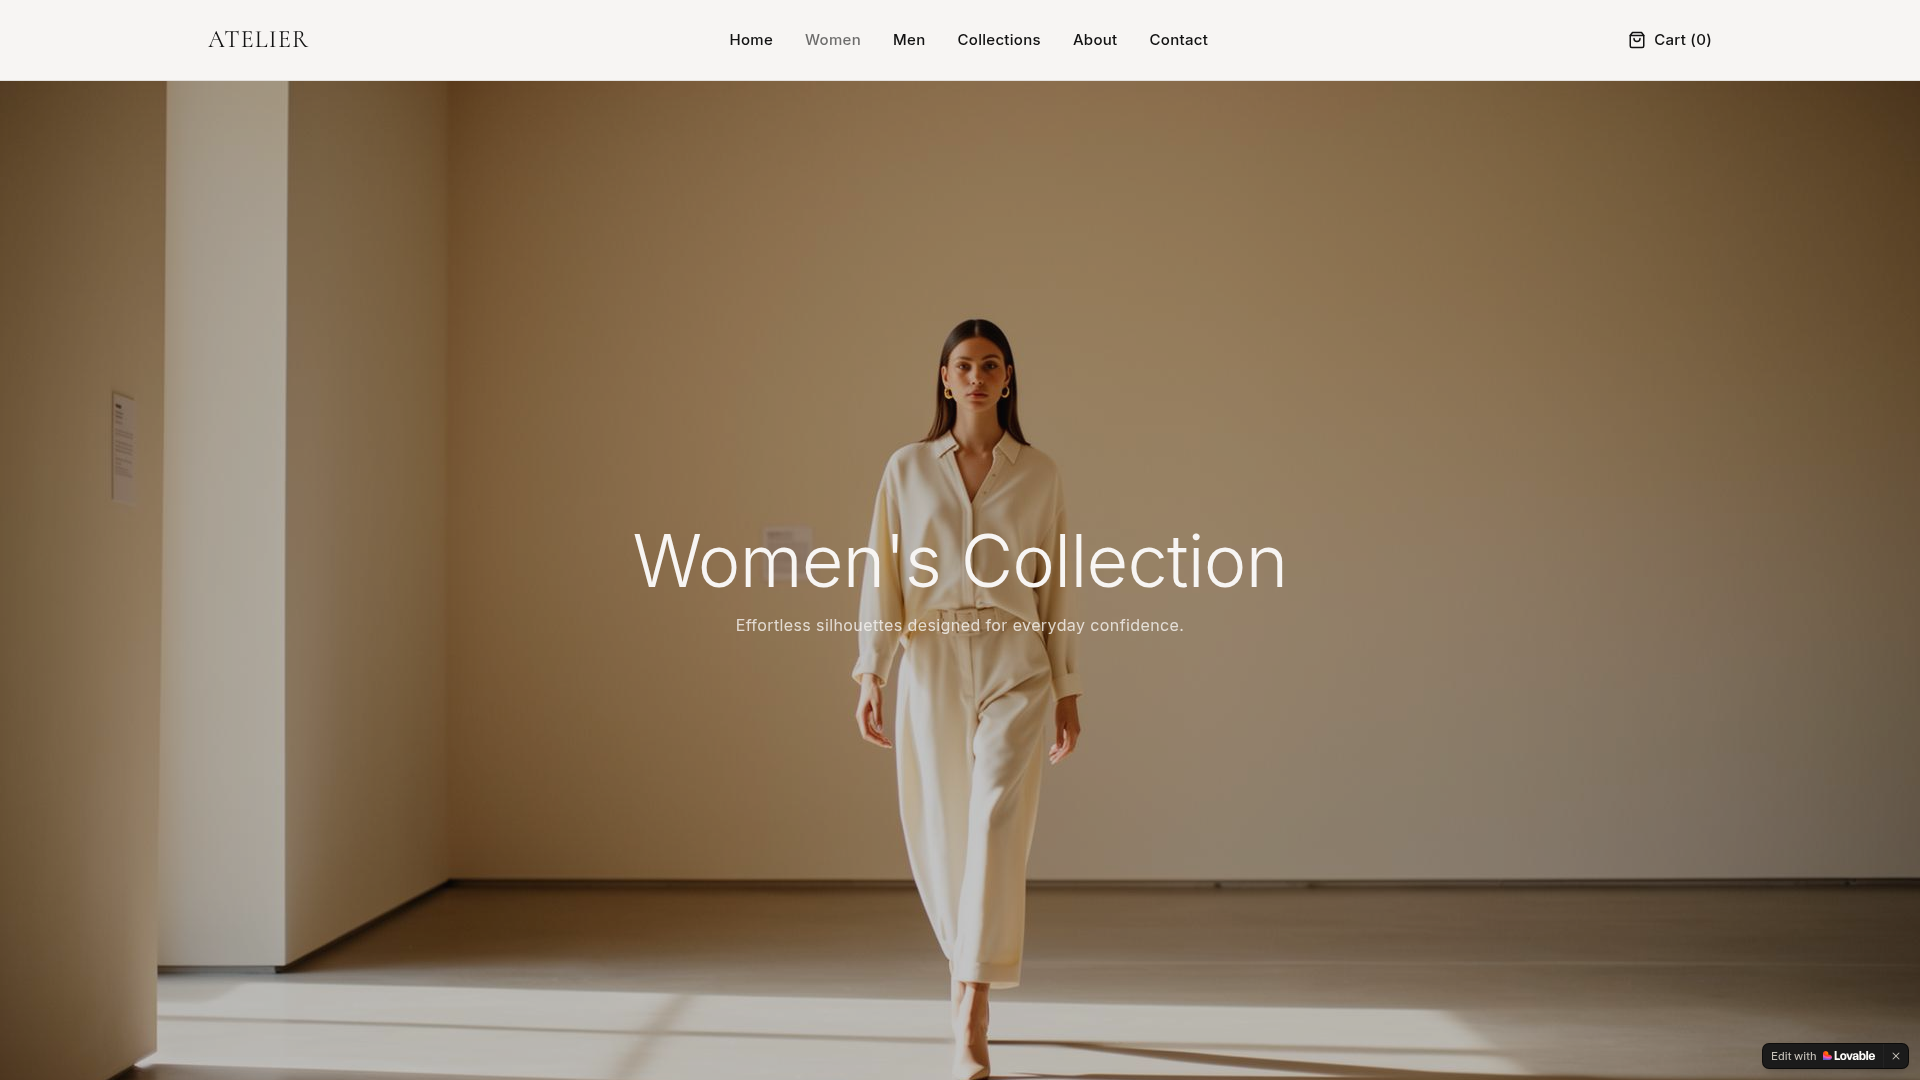 ATELIER
Home Women Men Collections About Contact
Cart (0)
Women's Collection
Effortless silhouettes designed for everyday confidence.
Edit with Lovable